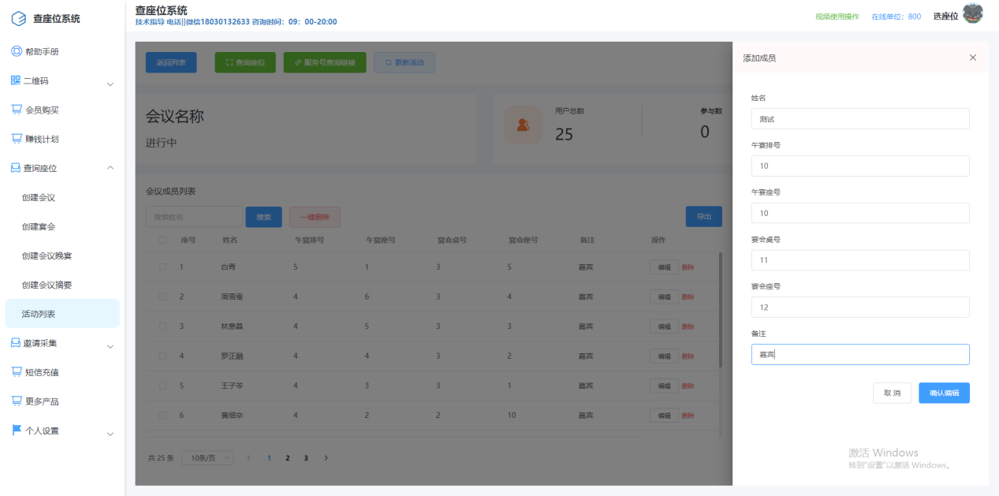 查座位系统
帮助手册
二维码
会员购买
赚钱计划
查询座位
创建会议
创建宴会
创建会议晚宴
创建会议摘要
活动列表
邀请采集
短信充值
更多产品
个人设置
查座位系统
技术指导 电话||微信18030132633 咨询时间：09：00-20:00
视频使用操作 在线单位：800 选座位
返回列表 查询座位 服务号查询链接 更新活动
会议名称
进行中
用户总数
25
参与数
0
会议成员列表
搜索姓名 搜索 一键删除 导出
座号 姓名 午宴排号 午宴座号 宴会桌号 宴会座号 备注 操作
1 白青 5 1 3 5 嘉宾 编辑 删除
2 周雪蚕 4 6 3 4 嘉宾 编辑 删除
3 林意晶 4 5 3 3 嘉宾 编辑 删除
4 罗正融 4 4 3 2 嘉宾 编辑 删除
5 王子苓 4 3 3 1 嘉宾 编辑 删除
6 黄细辛 4 2 2 10 嘉宾 编辑 删除
共 25 条 10条/页 1 2 3
添加成员
姓名
测试
午宴排号
10
午宴座号
10
宴会桌号
11
宴会座号
12
备注
嘉宾
取 消 确认编辑
激活 Windows
转到"设置"以激活 Windows。